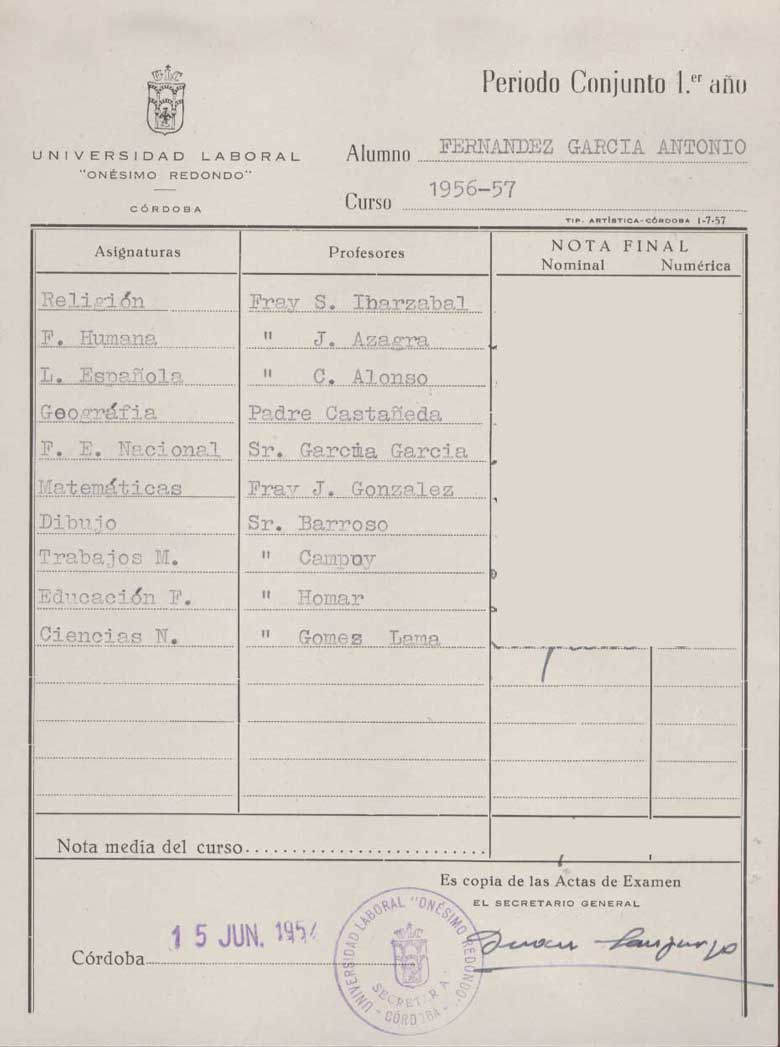 Periodo Conjunto 1.er año
UNIVERSIDAD LABORAL
"ONÉSIMO REDONDO"
CÓRDOBA
Alumno FERNANDEZ GARCIA ANTONIO
Curso 1956-57
TIP. ARTÍSTICA-CÓRDOBA 1-7-57
Asignaturas Profesores NOTA FINAL
Nominal Numérica
Religión Fray S. Ibarzabal
F. Humana " J. Azagra
L. Española " C. Alonso
Geográfia Padre Castañeda
F. E. Nacional Sr. Garcia Garcia
Matemáticas Fray J. Gonzalez
Dibujo Sr. Barroso
Trabajos M. " Campoy
Educación F. " Homar
Ciencias N. " Gomez Lama
Nota media del curso
Es copia de las Actas de Examen
EL SECRETARIO GENERAL
Córdoba 15 JUN. 
UNIVERSIDAD LABORAL "ONÉSIMO REDONDO"
CÓRDOBA